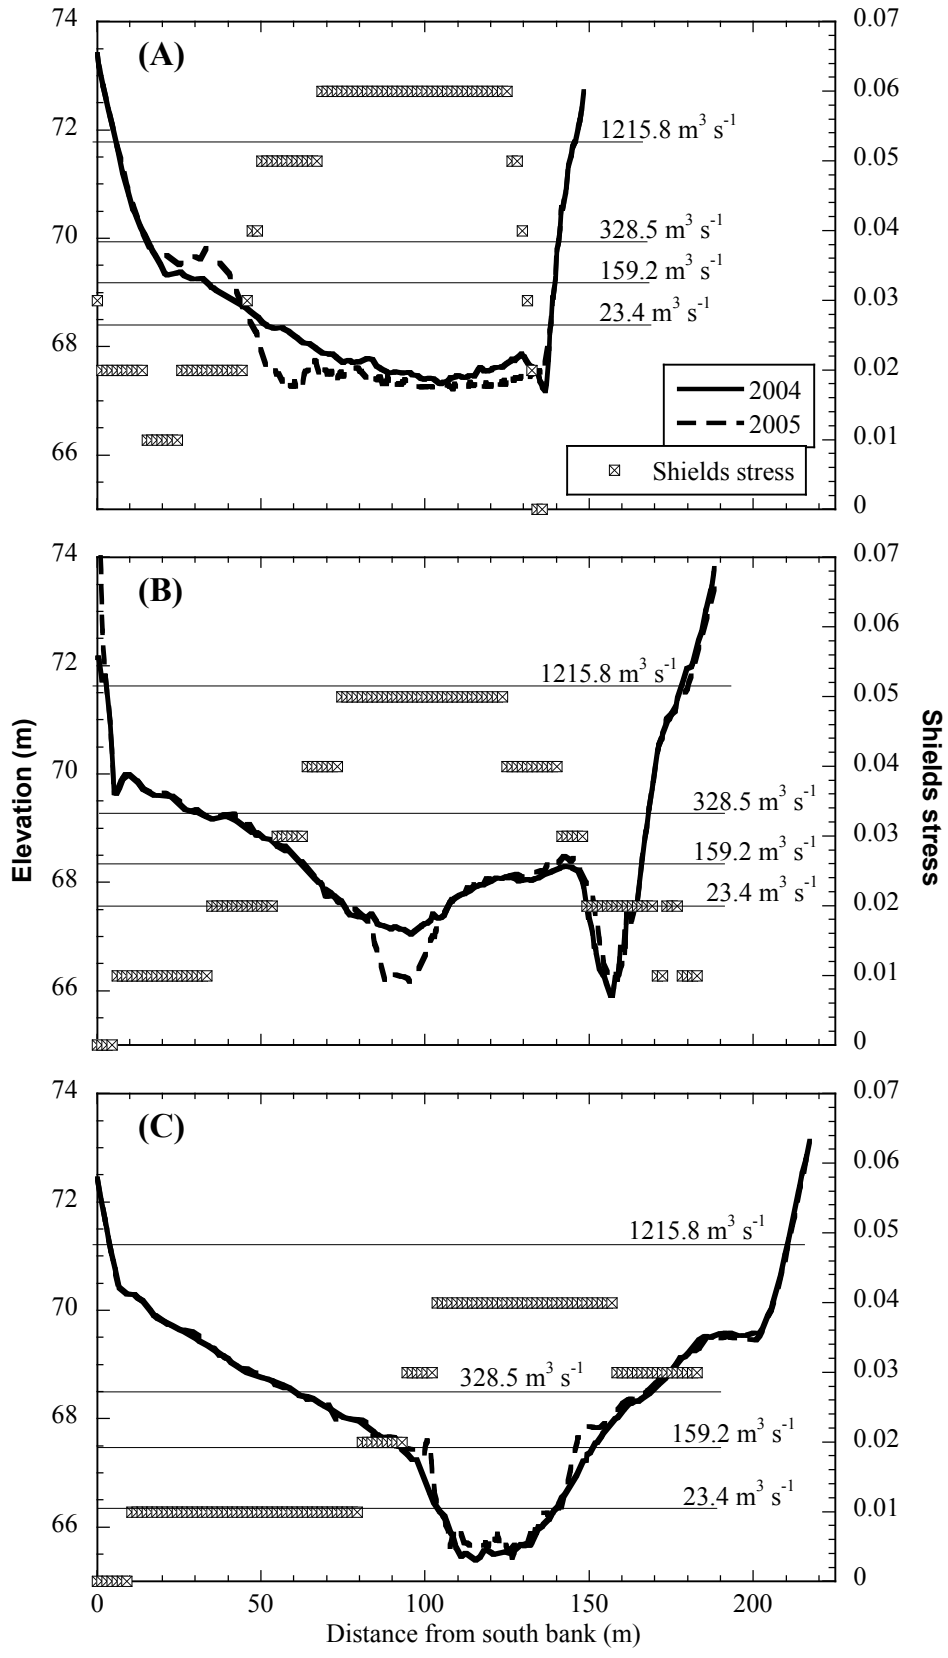 74
0.07
(A)
0.06
72
1215.8 m³ s⁻¹
0.05
70
328.5 m³ s⁻¹
0.04
159.2 m³ s⁻¹
0.03
23.4 m³ s⁻¹
68
0.02
2004
2005
0.01
66
Shields stress
0
74
0.07
(B)
0.06
72
1215.8 m³ s⁻¹
0.05
70
0.04
328.5 m³ s⁻¹
0.03
159.2 m³ s⁻¹
68
23.4 m³ s⁻¹
0.02
66
0.01
0
Elevation (m)
Shields stress
74
0.07
(C)
0.06
72
1215.8 m³ s⁻¹
0.05
70
0.04
328.5 m³ s⁻¹
0.03
68
159.2 m³ s⁻¹
0.02
23.4 m³ s⁻¹
66
0.01
0
0 50 100 150 200
Distance from south bank (m)